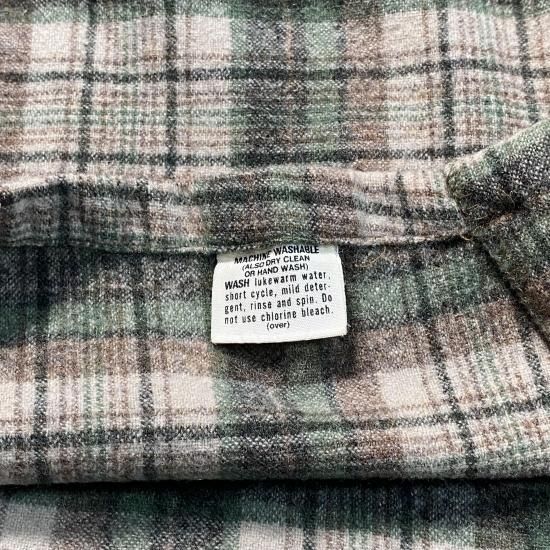 MACHINE WASHABLE
(ALSO DRY CLEAN
OR HAND WASH)
WASH lukewarm water,
short cycle, mild deter-
gent, rinse and spin. Do
not use chlorine bleach.
(over)